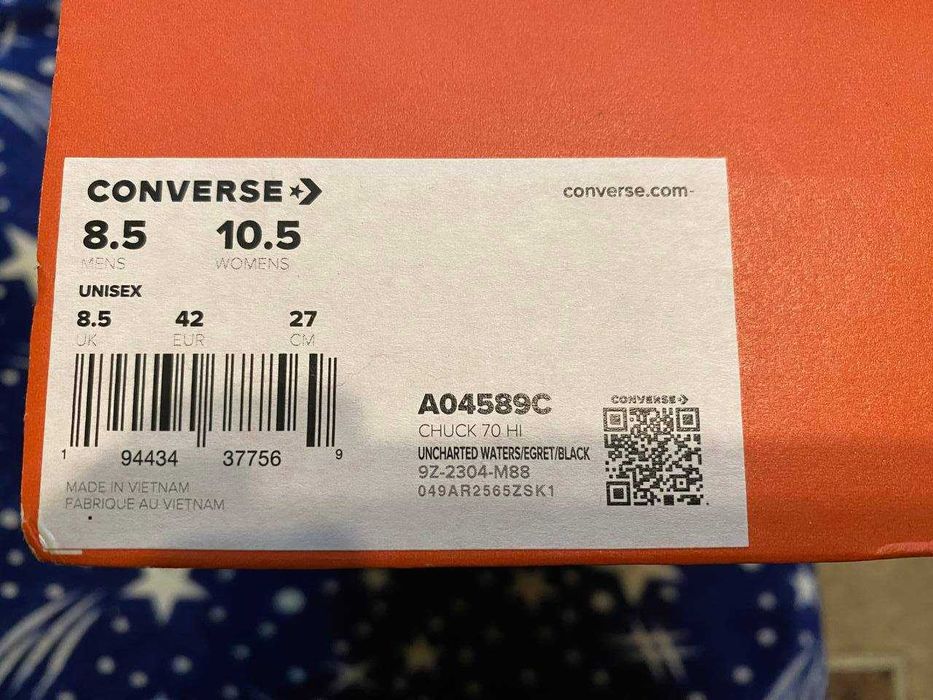 CONVERSE
converse.com-
8.5 10.5
MENS WOMENS
UNISEX
8.5 42 27
UK EUR CM
1 94434 37756 9
MADE IN VIETNAM
FABRIQUE AU VIETNAM
A04589C
CHUCK 70 HI
UNCHARTED WATERS/EGRET/BLACK
9Z-2304-M88
049AR2565ZSK1
CONVERSE